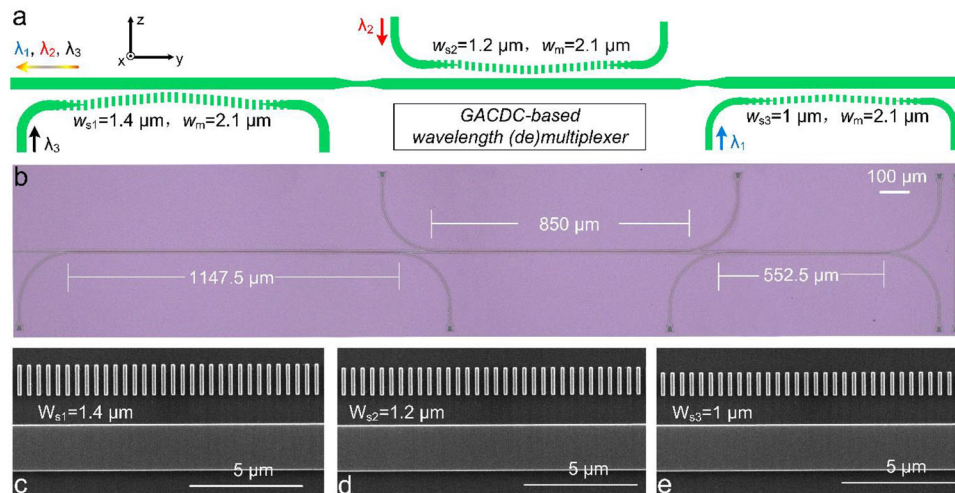 a
z
x
y
λ₁, λ₂, λ₃
λ₂
wₛ₂=1.2 μm, wₘ=2.1 μm
wₛ₁=1.4 μm, wₘ=2.1 μm
λ₃
GACDC-based
wavelength (de)multiplexer
wₛ₃=1 μm, wₘ=2.1 μm
λ₁
b
100 μm
850 μm
1147.5 μm
552.5 μm
Wₛ₁=1.4 μm
5 μm
c
Wₛ₂=1.2 μm
5 μm
d
Wₛ₃=1 μm
5 μm
e